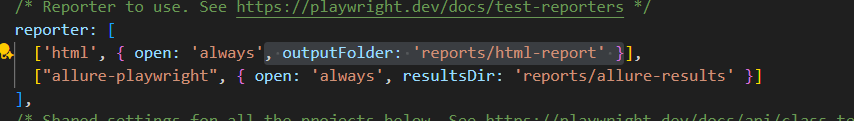 /* Reporter to use. See https://playwright.dev/docs/test-reporters */
reporter: [
['html', { open: 'always', outputFolder: 'reports/html-report' }],
["allure-playwright", { open: 'always', resultsDir: 'reports/allure-results' }]
],
/* Shared settings for all the projects below. See https://playwright.dev/docs/api/class-te